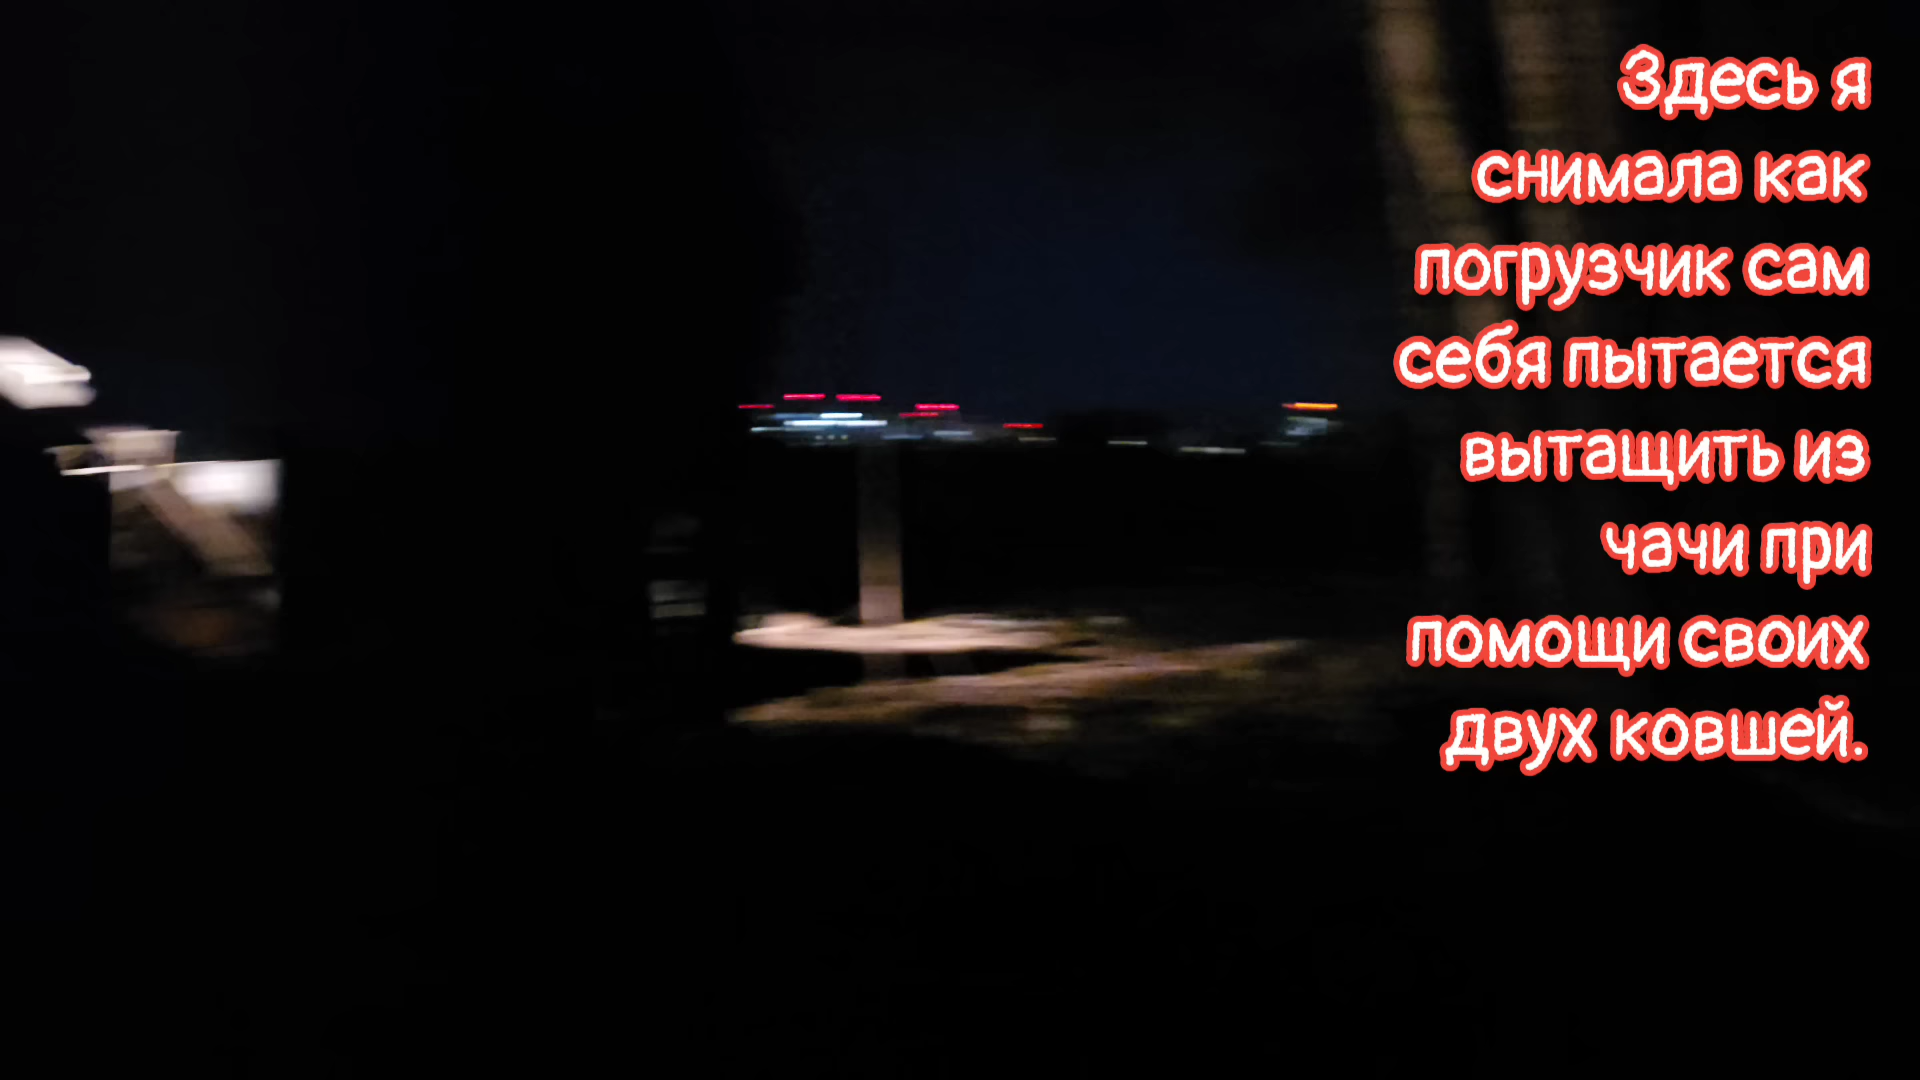 Здесь я
снимала как
погрузчик сам
себя пытается
вытащить из
чачи при
помощи своих
двух ковшей.